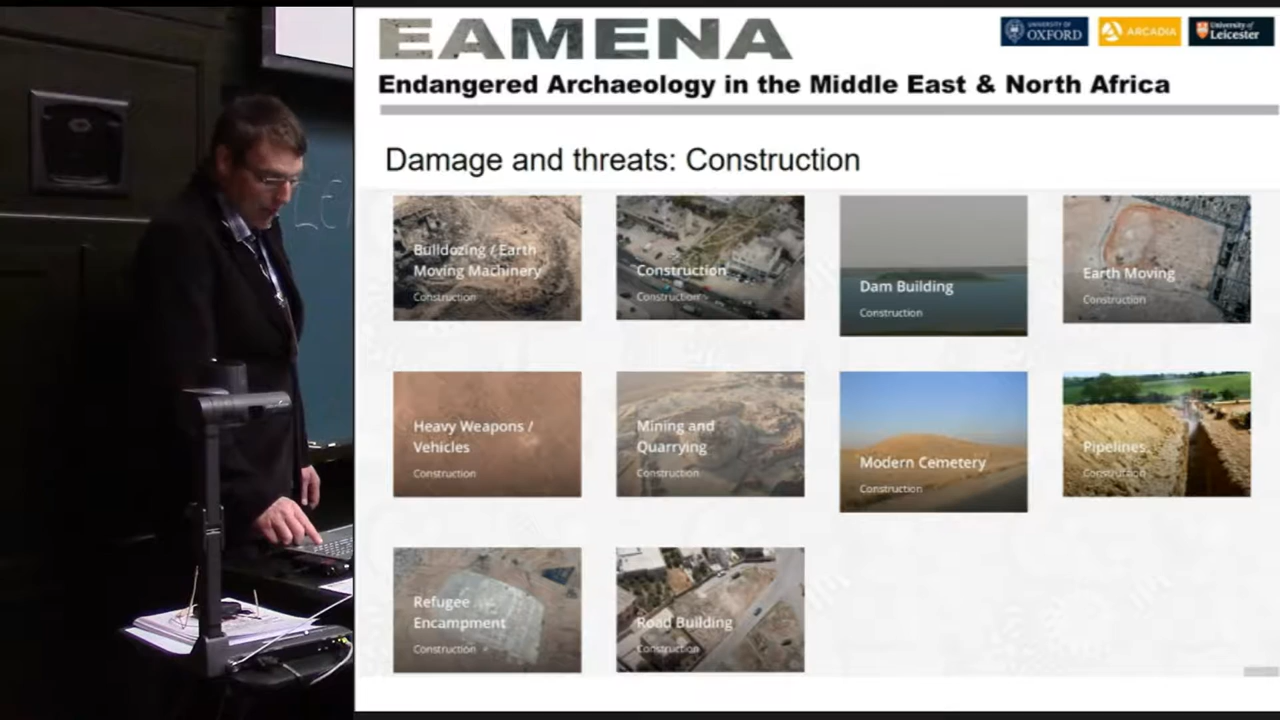 EAMENA
UNIVERSITY OF
OXFORD
ARCADIA
University of
Leicester
Endangered Archaeology in the Middle East & North Africa
Damage and threats: Construction
Bulldozing / Earth
Moving Machinery
Construction
Construction
Construction
Dam Building
Construction
Earth Moving
Construction
Heavy Weapons /
Vehicles
Construction
Mining and
Quarrying
Construction
Modern Cemetery
Construction
Pipelines
Construction
Refugee
Encampment
Construction
Road Building
Construction